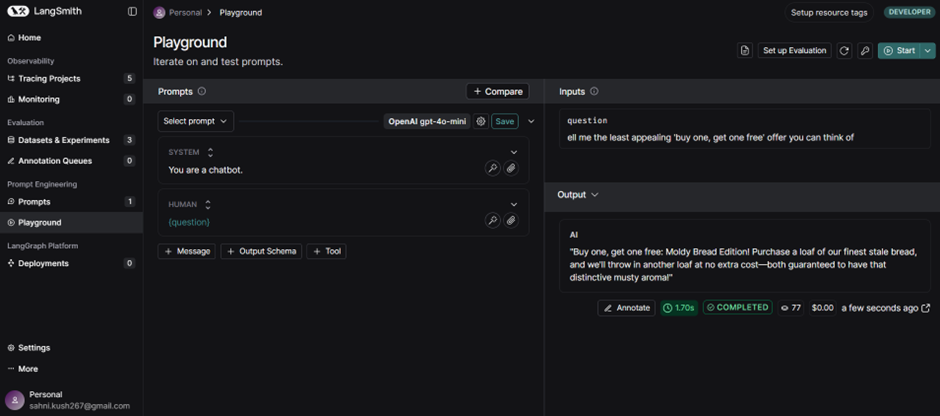 LangSmith
Personal > Playground
Setup resource tags
DEVELOPER
Home
Observability
Tracing Projects 5
Monitoring 0
Evaluation
Datasets & Experiments 3
Annotation Queues 0
Prompt Engineering
Prompts 1
Playground
LangGraph Platform
Deployments 0
Settings
More
Personal
sahni.kush267@gmail.com
Playground
Iterate on and test prompts.
Set up Evaluation
Start
Prompts
+ Compare
Select prompt
OpenAI gpt-4o-mini
Save
SYSTEM
You are a chatbot.
HUMAN
{question}
+ Message
+ Output Schema
+ Tool
Inputs
question
ell me the least appealing 'buy one, get one free' offer you can think of
Output
AI
"Buy one, get one free: Moldy Bread Edition! Purchase a loaf of our finest stale bread,
and we'll throw in another loaf at no extra cost—both guaranteed to have that
distinctive musty aroma!"
Annotate
1.70s
COMPLETED
77
$0.00
a few seconds ago